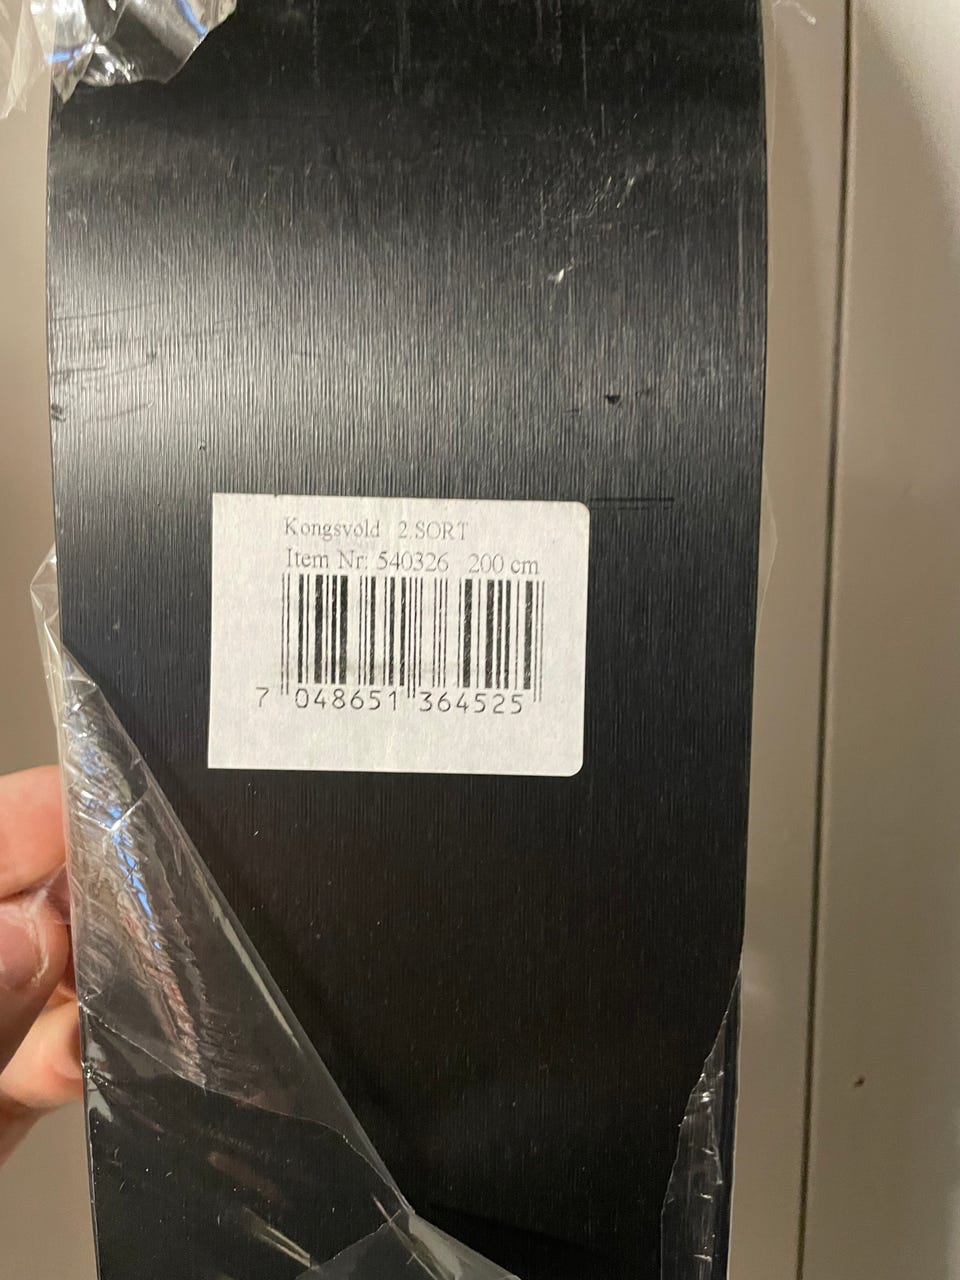 Kongsvold 2.SORT
Item Nr: 540326 200 cm
7 048651 364525